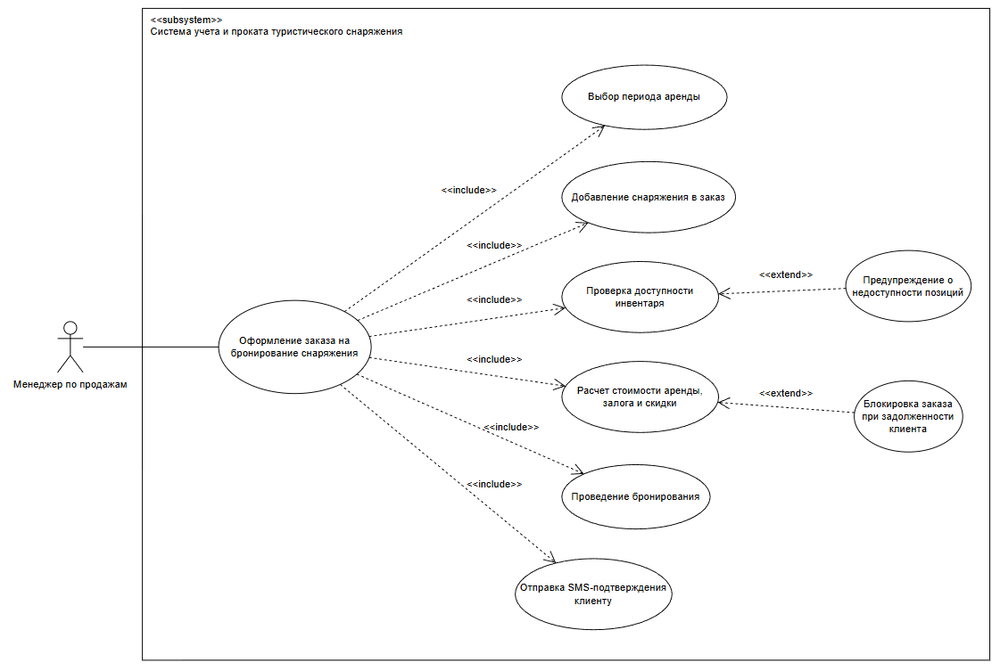 <<subsystem>>
Система учета и проката туристического снаряжения
Выбор периода аренды
<<include>>
Добавление снаряжения в заказ
<<include>>
Проверка доступности
инвентаря
<<extend>>
Предупреждение о
недоступности позиций
<<include>>
Менеджер по продажам
Оформление заказа на
бронирование снаряжения
<<include>>
Расчет стоимости аренды,
залога и скидки
<<extend>>
Блокировка заказа
при задолженности
клиента
<<include>>
Проведение бронирования
<<include>>
Отправка SMS-подтверждения
клиенту